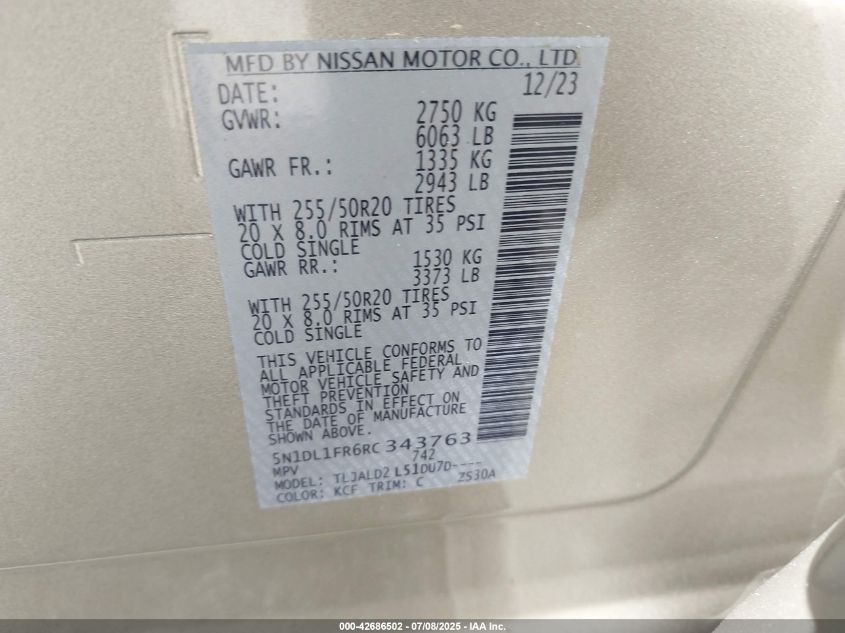 MFD BY NISSAN MOTOR CO., LTD.
DATE: 12/23
GVWR: 2750 KG
6063 LB
GAWR FR.: 1335 KG
2943 LB
WITH 255/50R20 TIRES
20 X 8.0 RIMS AT 35 PSI
COLD SINGLE
GAWR RR.: 1530 KG
3373 LB
WITH 255/50R20 TIRES
20 X 8.0 RIMS AT 35 PSI
COLD SINGLE
THIS VEHICLE CONFORMS TO
ALL APPLICABLE FEDERAL
MOTOR VEHICLE SAFETY AND
THEFT PREVENTION
STANDARDS IN EFFECT ON
THE DATE OF MANUFACTURE
SHOWN ABOVE.
5N1DL1FR6RC 343763
MPV 742
MODEL: TLJALD2 L51DU7D----
COLOR: KCF TRIM: C ZS30A
000-42686502 - 07/08/2025 - IAA Inc.